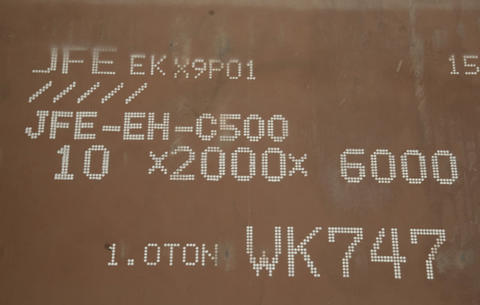 JFE EK X9P01 15
//////
JFE-EH-C500
10 ×2000× 6000
1.0TON WK747